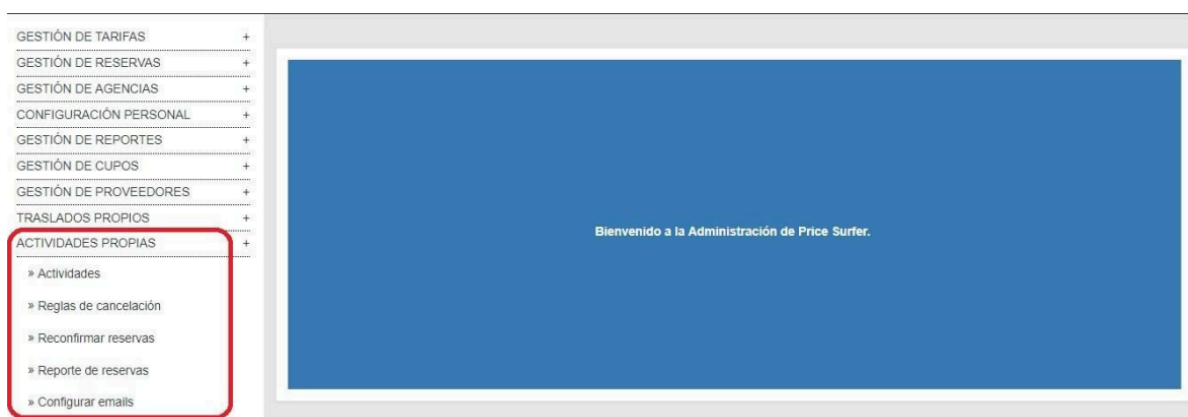 GESTIÓN DE TARIFAS +
GESTIÓN DE RESERVAS +
GESTIÓN DE AGENCIAS +
CONFIGURACIÓN PERSONAL +
GESTIÓN DE REPORTES +
GESTIÓN DE CUPOS +
GESTIÓN DE PROVEEDORES +
TRASLADOS PROPIOS +
ACTIVIDADES PROPIAS +
» Actividades
» Reglas de cancelación
» Reconfirmar reservas
» Reporte de reservas
» Configurar emails
Bienvenido a la Administración de Price Surfer.